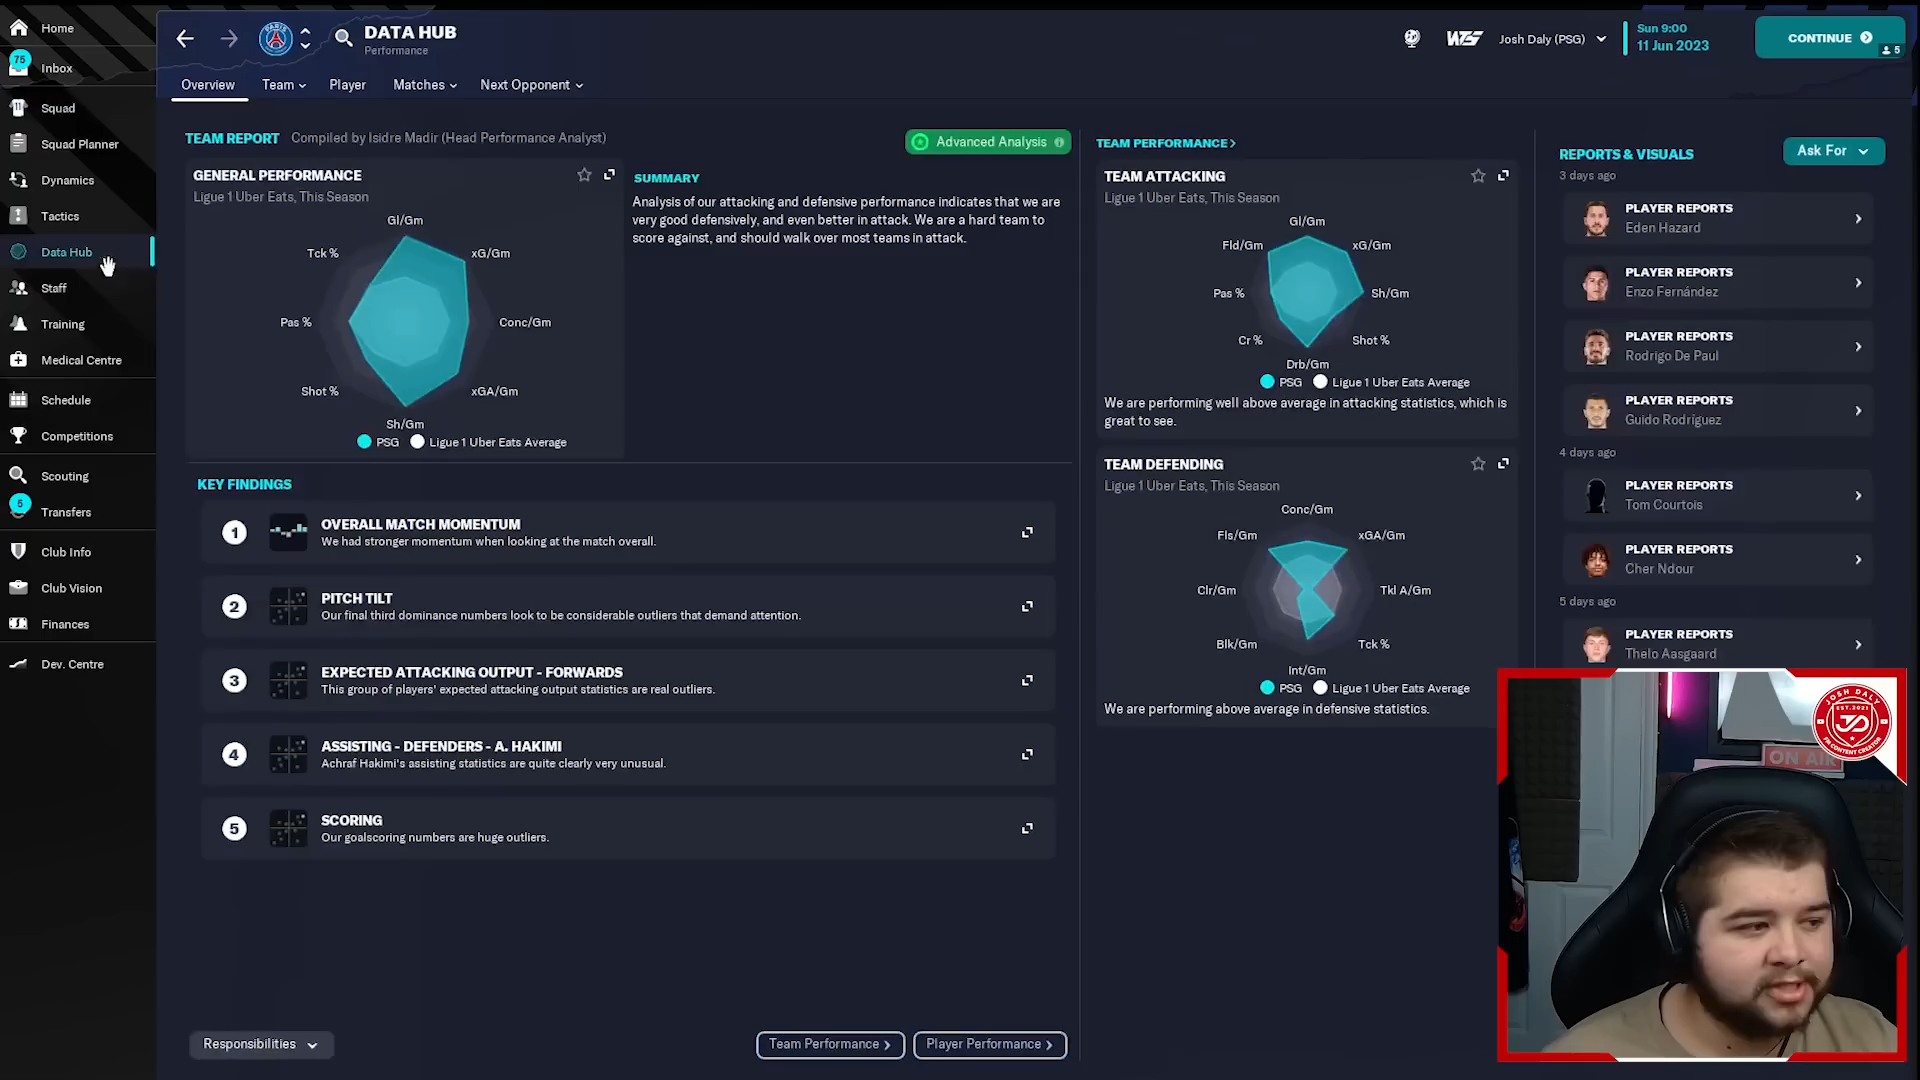 Home
75
Inbox
Squad
Squad Planner
Dynamics
Tactics
Data Hub
Staff
Training
Medical Centre
Schedule
Competitions
Scouting
5
Transfers
Club Info
Club Vision
Finances
Dev. Centre
PARIS
DATA HUB
Performance
Josh Daly (PSG)
Sun 9:00
11 Jun 2023
CONTINUE
5
Overview
Team
Player
Matches
Next Opponent
TEAM REPORT Compiled by Isidre Madir (Head Performance Analyst)
Advanced Analysis
GENERAL PERFORMANCE
Ligue 1 Uber Eats, This Season
Gl/Gm
Tck %
xG/Gm
Pas %
Conc/Gm
Shot %
xGA/Gm
Sh/Gm
PSG
Ligue 1 Uber Eats Average
SUMMARY
Analysis of our attacking and defensive performance indicates that we are
very good defensively, and even better in attack. We are a hard team to
score against, and should walk over most teams in attack.
KEY FINDINGS
1
OVERALL MATCH MOMENTUM
We had stronger momentum when looking at the match overall.
2
PITCH TILT
Our final third dominance numbers look to be considerable outliers that demand attention.
3
EXPECTED ATTACKING OUTPUT - FORWARDS
This group of players' expected attacking output statistics are real outliers.
4
ASSISTING - DEFENDERS - A. HAKIMI
Achraf Hakimi's assisting statistics are quite clearly very unusual.
5
SCORING
Our goalscoring numbers are huge outliers.
Responsibilities
Team Performance
Player Performance
TEAM PERFORMANCE
TEAM ATTACKING
Ligue 1 Uber Eats, This Season
Gl/Gm
Fld/Gm
xG/Gm
Pas %
Sh/Gm
Cr %
Shot %
Drb/Gm
PSG
Ligue 1 Uber Eats Average
We are performing well above average in attacking statistics, which is
great to see.
TEAM DEFENDING
Ligue 1 Uber Eats, This Season
Conc/Gm
Fls/Gm
xGA/Gm
Clr/Gm
Tkl A/Gm
Blk/Gm
Tck %
Int/Gm
PSG
Ligue 1 Uber Eats Average
We are performing above average in defensive statistics.
REPORTS & VISUALS
Ask For
3 days ago
PLAYER REPORTS
Eden Hazard
PLAYER REPORTS
Enzo Fernández
PLAYER REPORTS
Rodrigo De Paul
PLAYER REPORTS
Guido Rodríguez
4 days ago
PLAYER REPORTS
Tom Courtois
PLAYER REPORTS
Cher Ndour
5 days ago
PLAYER REPORTS
Thelo Aasgaard
JOSH DALY
EST.2021
JD
FM CONTENT CREATOR
ON AIR